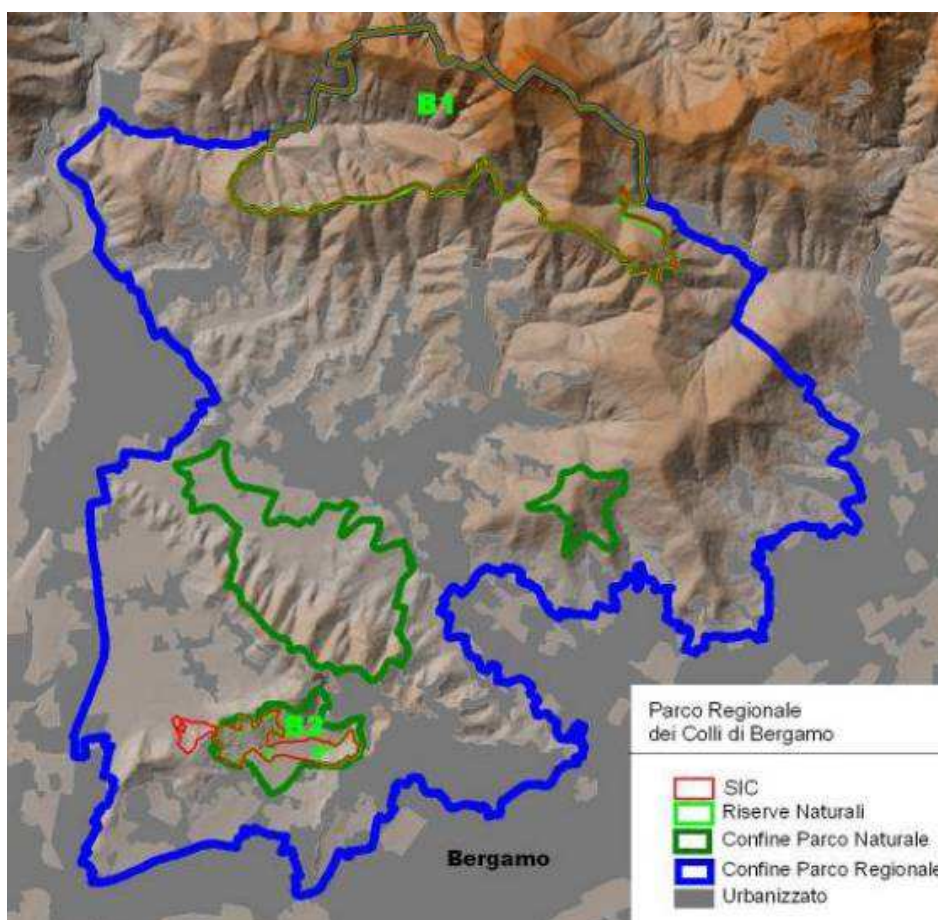 B1
B2
Bergamo
Parco Regionale
dei Colli di Bergamo
SIC
Riserve Naturali
Confine Parco Naturale
Confine Parco Regionale
Urbanizzato